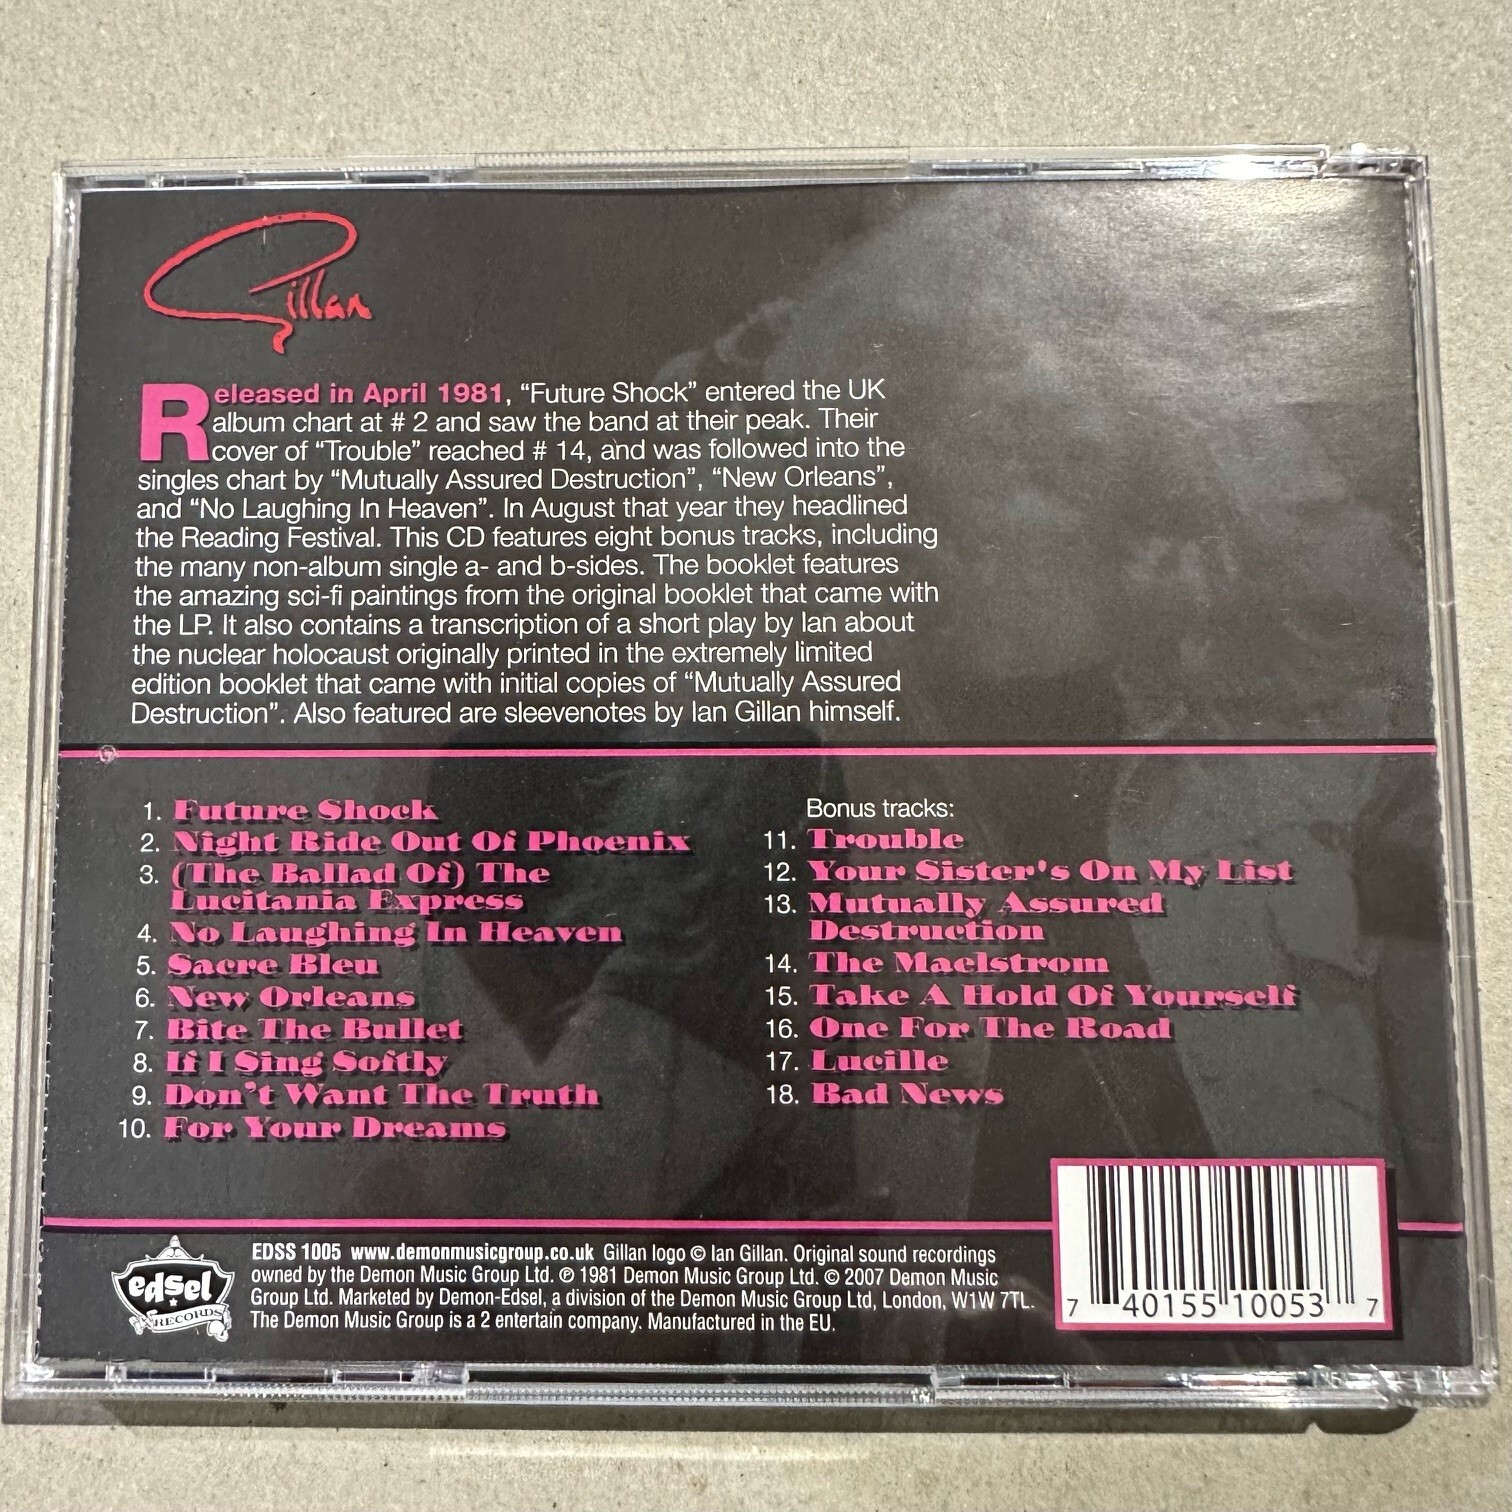 Gillan
Released in April 1981, “Future Shock” entered the UK
album chart at # 2 and saw the band at their peak. Their
cover of “Trouble” reached # 14, and was followed into the
singles chart by “Mutually Assured Destruction”, “New Orleans”,
and “No Laughing In Heaven”. In August that year they headlined
the Reading Festival. This CD features eight bonus tracks, including
the many non-album single a- and b-sides. The booklet features
the amazing sci-fi paintings from the original booklet that came with
the LP. It also contains a transcription of a short play by Ian about
the nuclear holocaust originally printed in the extremely limited
edition booklet that came with initial copies of “Mutually Assured
Destruction”. Also featured are sleevenotes by Ian Gillan himself.
1. Future Shock
2. Night Ride Out Of Phoenix
3. (The Ballad Of) The
Lucitania Express
4. No Laughing In Heaven
5. Sacre Bleu
6. New Orleans
7. Bite The Bullet
8. If I Sing Softly
9. Don't Want The Truth
10. For Your Dreams
Bonus tracks:
11. Trouble
12. Your Sister's On My List
13. Mutually Assured
Destruction
14. The Maelstrom
15. Take A Hold Of Yourself
16. One For The Road
17. Lucille
18. Bad News
edsel
RECORDS
EDSS 1005 www.demonmusicgroup.co.uk Gillan logo © Ian Gillan. Original sound recordings
owned by the Demon Music Group Ltd. ℗ 1981 Demon Music Group Ltd. © 2007 Demon Music
Group Ltd. Marketed by Demon-Edsel, a division of the Demon Music Group Ltd, London, W1W 7TL.
The Demon Music Group is a 2 entertain company. Manufactured in the EU.
7 40155 10053 7